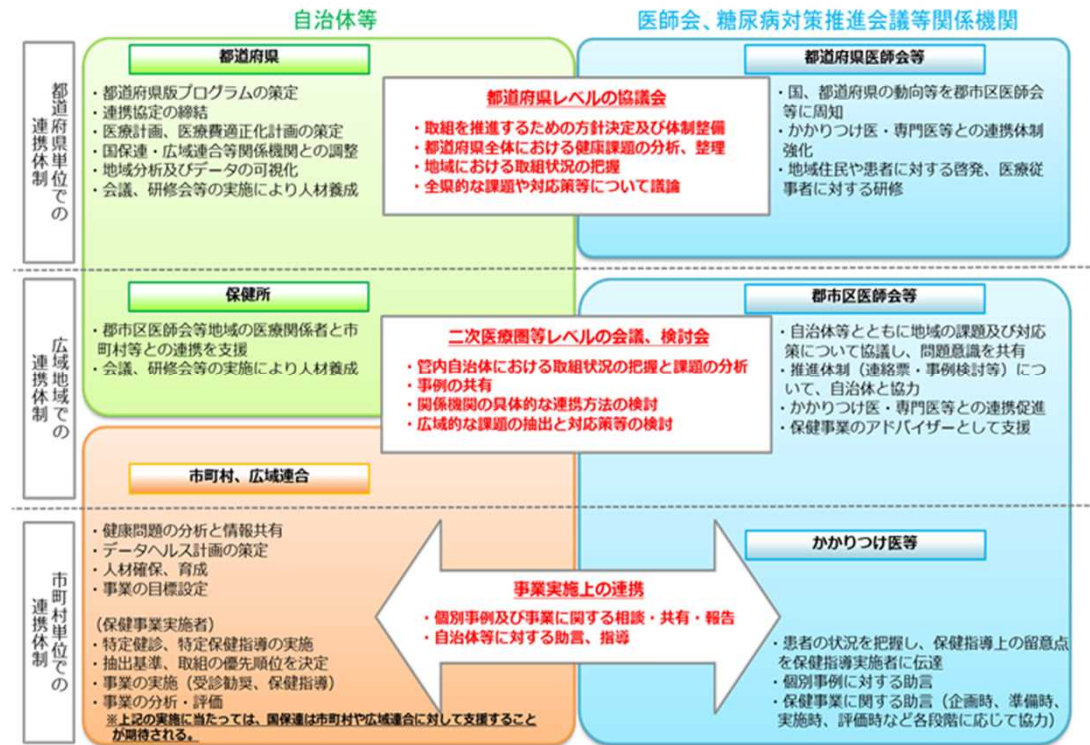 自治体等
医師会、糖尿病対策推進会議等関係機関
都道府県単位での
連携体制
都道府県
・都道府県版プログラムの策定
・連携協定の締結
・医療計画、医療費適正化計画の策定
・国保連・広域連合等関係機関との調整
・地域分析及びデータの可視化
・会議、研修会等の実施により人材養成
都道府県レベルの協議会
・取組を推進するための方針決定及び体制整備
・都道府県全体における健康課題の分析、整理
・地域における取組状況の把握
・全県的な課題や対応策等について議論
都道府県医師会等
・国、都道府県の動向等を郡市区医師会
等に周知
・かかりつけ医・専門医等との連携体制
強化
・地域住民や患者に対する啓発、医療従
事者に対する研修
広域地域での
連携体制
保健所
・郡市区医師会等地域の医療関係者と市
町村等との連携を支援
・会議、研修会等の実施により人材養成
二次医療圏等レベルの会議、検討会
・管内自治体における取組状況の把握と課題の分析
・事例の共有
・関係機関の具体的な連携方法の検討
・広域的な課題の抽出と対応策等の検討
郡市区医師会等
・自治体等とともに地域の課題及び対応
策について協議し、問題意識を共有
・推進体制（連絡票・事例検討等）につ
いて、自治体と協力
・かかりつけ医・専門医等との連携促進
・保健事業のアドバイザーとして支援
市町村、広域連合
市町村単位での
連携体制
・健康問題の分析と情報共有
・データヘルス計画の策定
・人材確保、育成
・事業の目標設定
(保健事業実施者)
・特定健診、特定保健指導の実施
・抽出基準、取組の優先順位を決定
・事業の実施（受診勧奨、保健指導）
・事業の分析・評価
※上記の実施に当たっては、国保連は市町村や広域連合に対して支援すること
が期待される。
事業実施上の連携
・個別事例及び事業に関する相談・共有・報告
・自治体等に対する助言、指導
かかりつけ医等
・患者の状況を把握し、保健指導上の留意点
を保健指導実施者に伝達
・個別事例に対する助言
・保健事業に関する助言（企画時、準備時、
実施時、評価時など各段階に応じて協力）